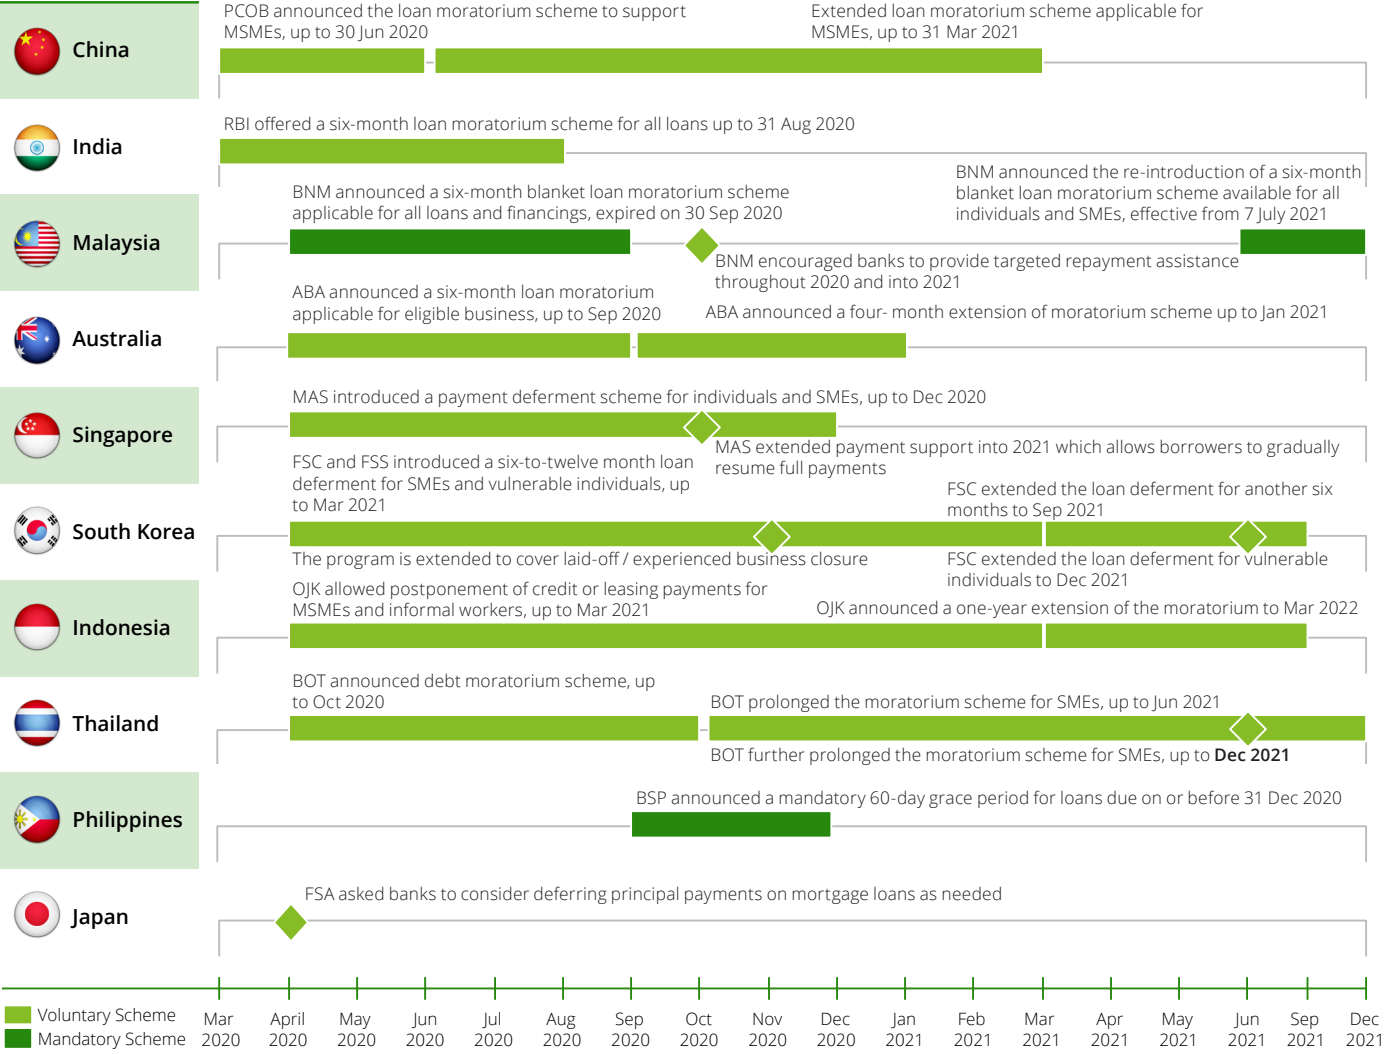 PCOB announced the loan moratorium scheme to support
MSMEs, up to 30 Jun 2020
Extended loan moratorium scheme applicable for
MSMEs, up to 31 Mar 2021
China
RBI offered a six-month loan moratorium scheme for all loans up to 31 Aug 2020
India
BNM announced a six-month blanket loan moratorium scheme
applicable for all loans and financings, expired on 30 Sep 2020
BNM announced the re-introduction of a six-month
blanket loan moratorium scheme available for all
individuals and SMEs, effective from 7 July 2021
Malaysia
BNM encouraged banks to provide targeted repayment assistance
throughout 2020 and into 2021
ABA announced a six-month loan moratorium
applicable for eligible business, up to Sep 2020
ABA announced a four- month extension of moratorium scheme up to Jan 2021
Australia
MAS introduced a payment deferment scheme for individuals and SMEs, up to Dec 2020
Singapore
MAS extended payment support into 2021 which allows borrowers to gradually
resume full payments
FSC and FSS introduced a six-to-twelve month loan
deferment for SMEs and vulnerable individuals, up
to Mar 2021
FSC extended the loan deferment for another six
months to Sep 2021
South Korea
The program is extended to cover laid-off / experienced business closure
FSC extended the loan deferment for vulnerable
individuals to Dec 2021
OJK allowed postponement of credit or leasing payments for
MSMEs and informal workers, up to Mar 2021
OJK announced a one-year extension of the moratorium to Mar 2022
Indonesia
BOT announced debt moratorium scheme, up
to Oct 2020
BOT prolonged the moratorium scheme for SMEs, up to Jun 2021
Thailand
BOT further prolonged the moratorium scheme for SMEs, up to Dec 2021
BSP announced a mandatory 60-day grace period for loans due on or before 31 Dec 2020
Philippines
FSA asked banks to consider deferring principal payments on mortgage loans as needed
Japan
Voluntary Scheme
Mandatory Scheme
Mar April May Jun Jul Aug Sep Oct Nov Dec Jan Feb Mar Apr May Jun Sep Dec
2020 2020 2020 2020 2020 2020 2020 2020 2020 2020 2021 2021 2021 2021 2021 2021 2021 2021